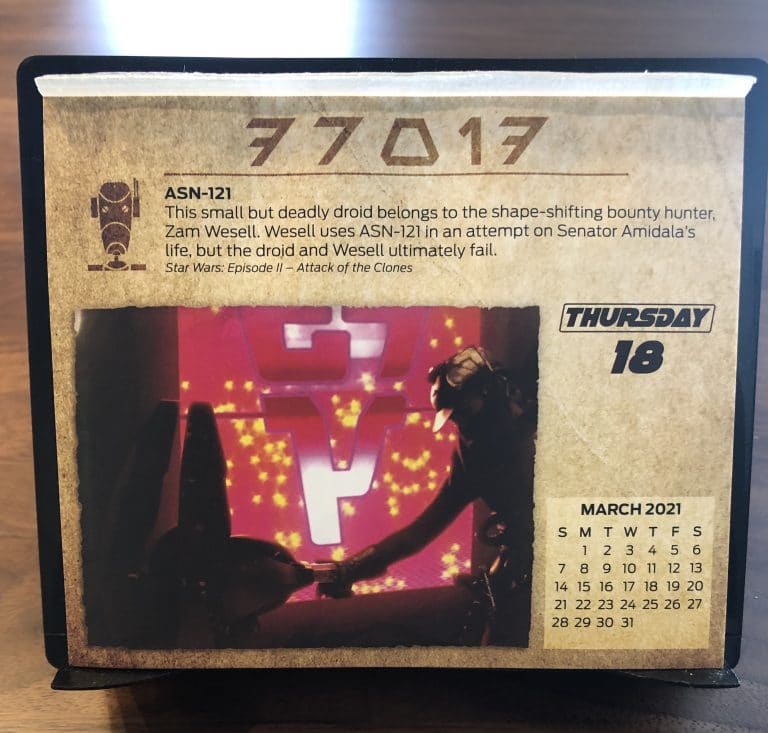 ASN-121
This small but deadly droid belongs to the shape-shifting bounty hunter,
Zam Wesell. Wesell uses ASN-121 in an attempt on Senator Amidala's
life, but the droid and Wesell ultimately fail.
Star Wars: Episode II – Attack of the Clones
THURSDAY
18
MARCH 2021
S M T W T F S
1 2 3 4 5 6
7 8 9 10 11 12 13
14 15 16 17 18 19 20
21 22 23 24 25 26 27
28 29 30 31